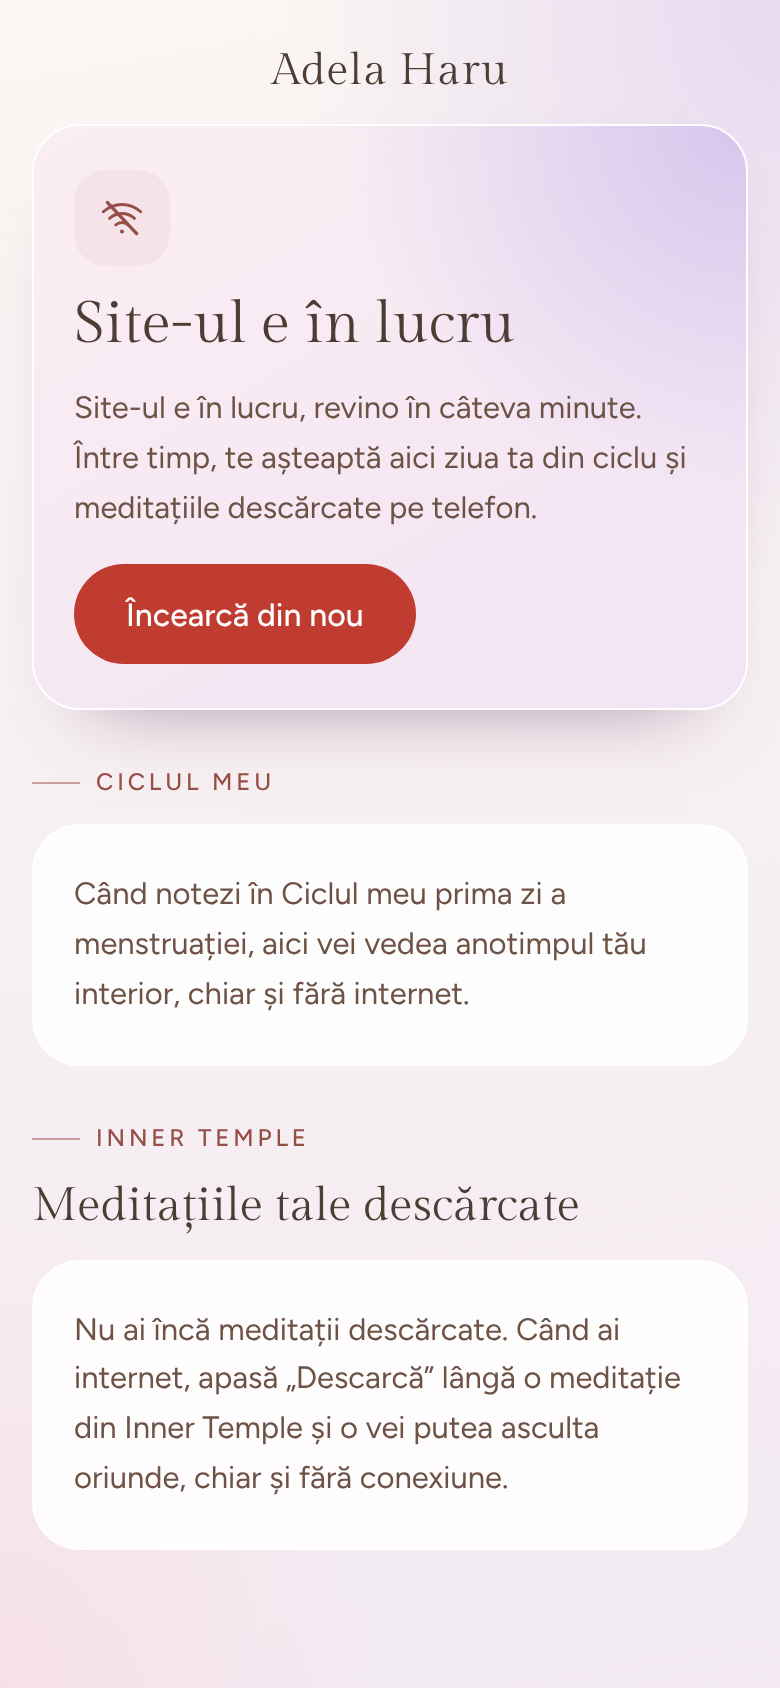 Adela Haru
Site-ul e în lucru
Site-ul e în lucru, revino în câteva minute.
Între timp, te așteaptă aici ziua ta din ciclu și
meditațiile descărcate pe telefon.
Încearcă din nou
CICLUL MEU
Când notezi în Ciclul meu prima zi a
menstruației, aici vei vedea anotimpul tău
interior, chiar și fără internet.
INNER TEMPLE
Meditațiile tale descărcate
Nu ai încă meditații descărcate. Când ai
internet, apasă „Descarcă” lângă o meditație
din Inner Temple și o vei putea asculta
oriunde, chiar și fără conexiune.